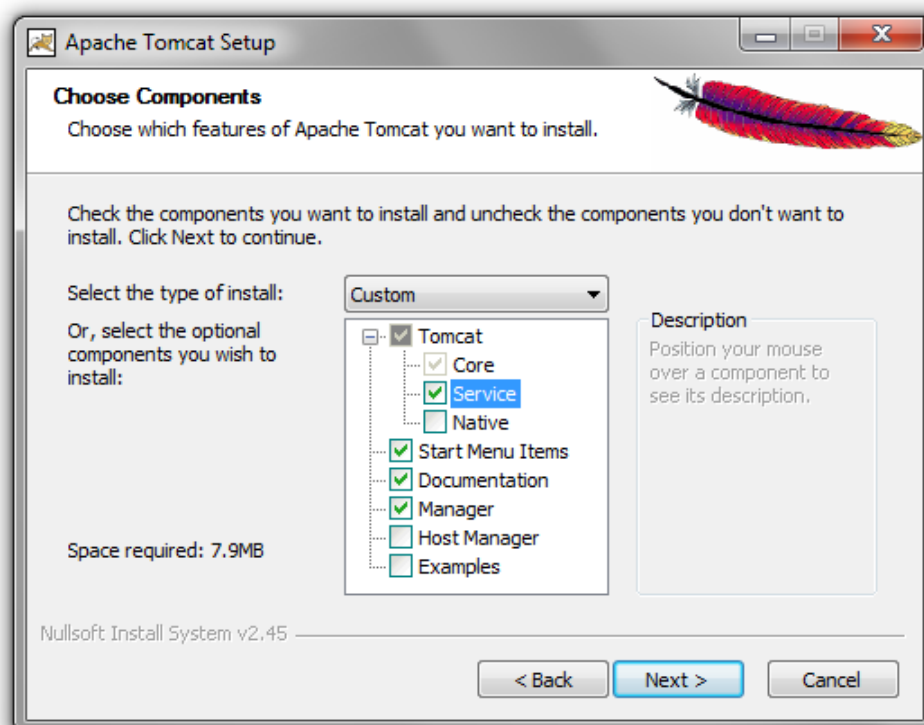 Apache Tomcat Setup
Choose Components
Choose which features of Apache Tomcat you want to install.
Check the components you want to install and uncheck the components you don't want to
install. Click Next to continue.
Select the type of install:
Custom
Or, select the optional
components you wish to
install:
Tomcat
Core
Service
Native
Start Menu Items
Documentation
Manager
Host Manager
Examples
Description
Position your mouse
over a component to
see its description.
Space required: 7.9MB
Nullsoft Install System v2.45
< Back
Next >
Cancel